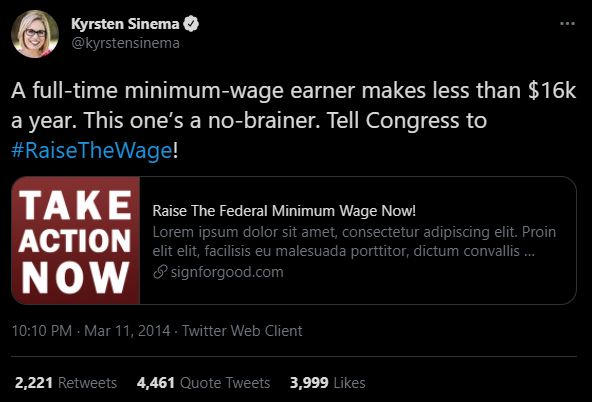 Kyrsten Sinema
@kyrstensinema
A full-time minimum-wage earner makes less than $16k
a year. This one’s a no-brainer. Tell Congress to
#RaiseTheWage!
TAKE
ACTION
NOW
Raise The Federal Minimum Wage Now!
Lorem ipsum dolor sit amet, consectetur adipiscing elit. Proin
elit elit, facilisis eu malesuada porttitor, dictum convallis ...
signforgood.com
10:10 PM · Mar 11, 2014 · Twitter Web Client
2,221 Retweets 4,461 Quote Tweets 3,999 Likes